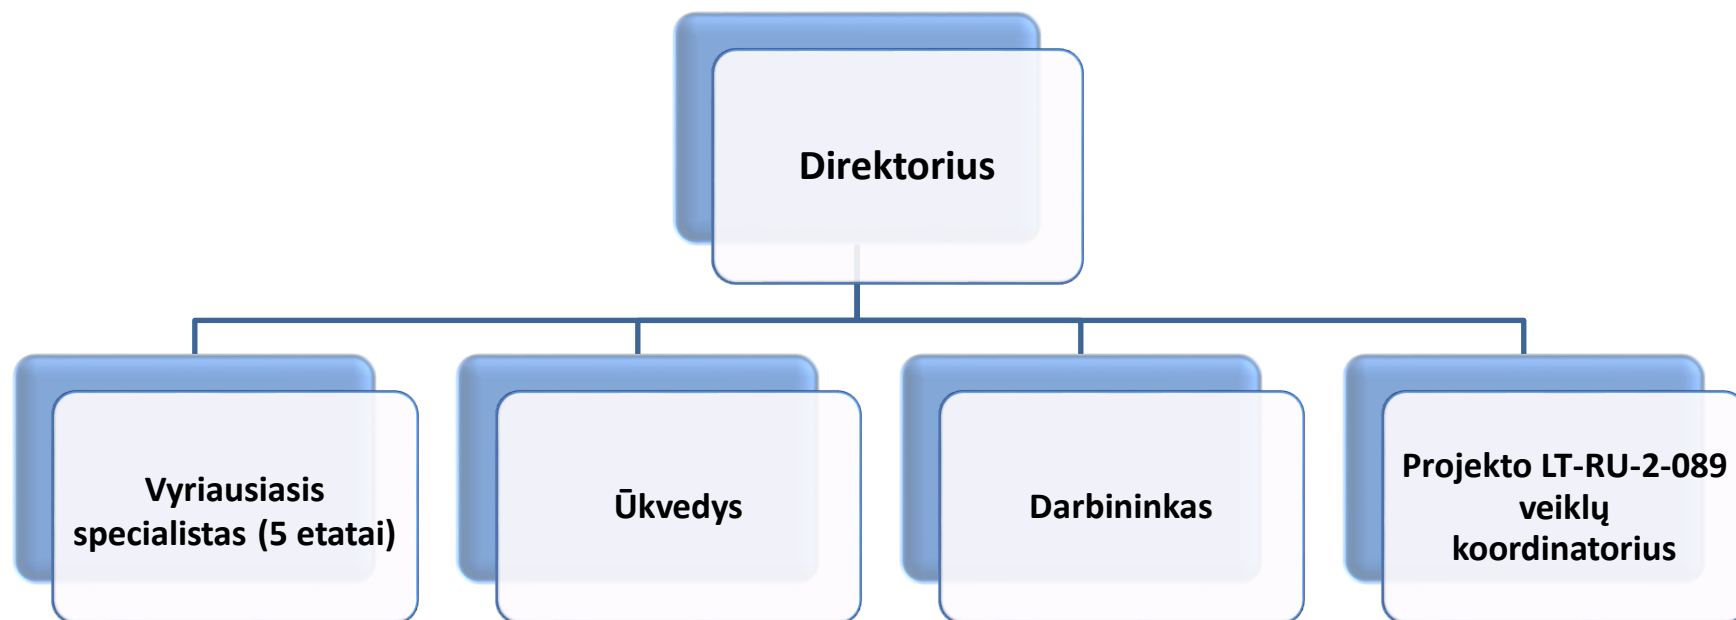 Direktorius
Vyriausiasis
specialistas (5 etatai)
Ūkvedys
Darbininkas
Projekto LT-RU-2-089
veiklų
koordinatorius